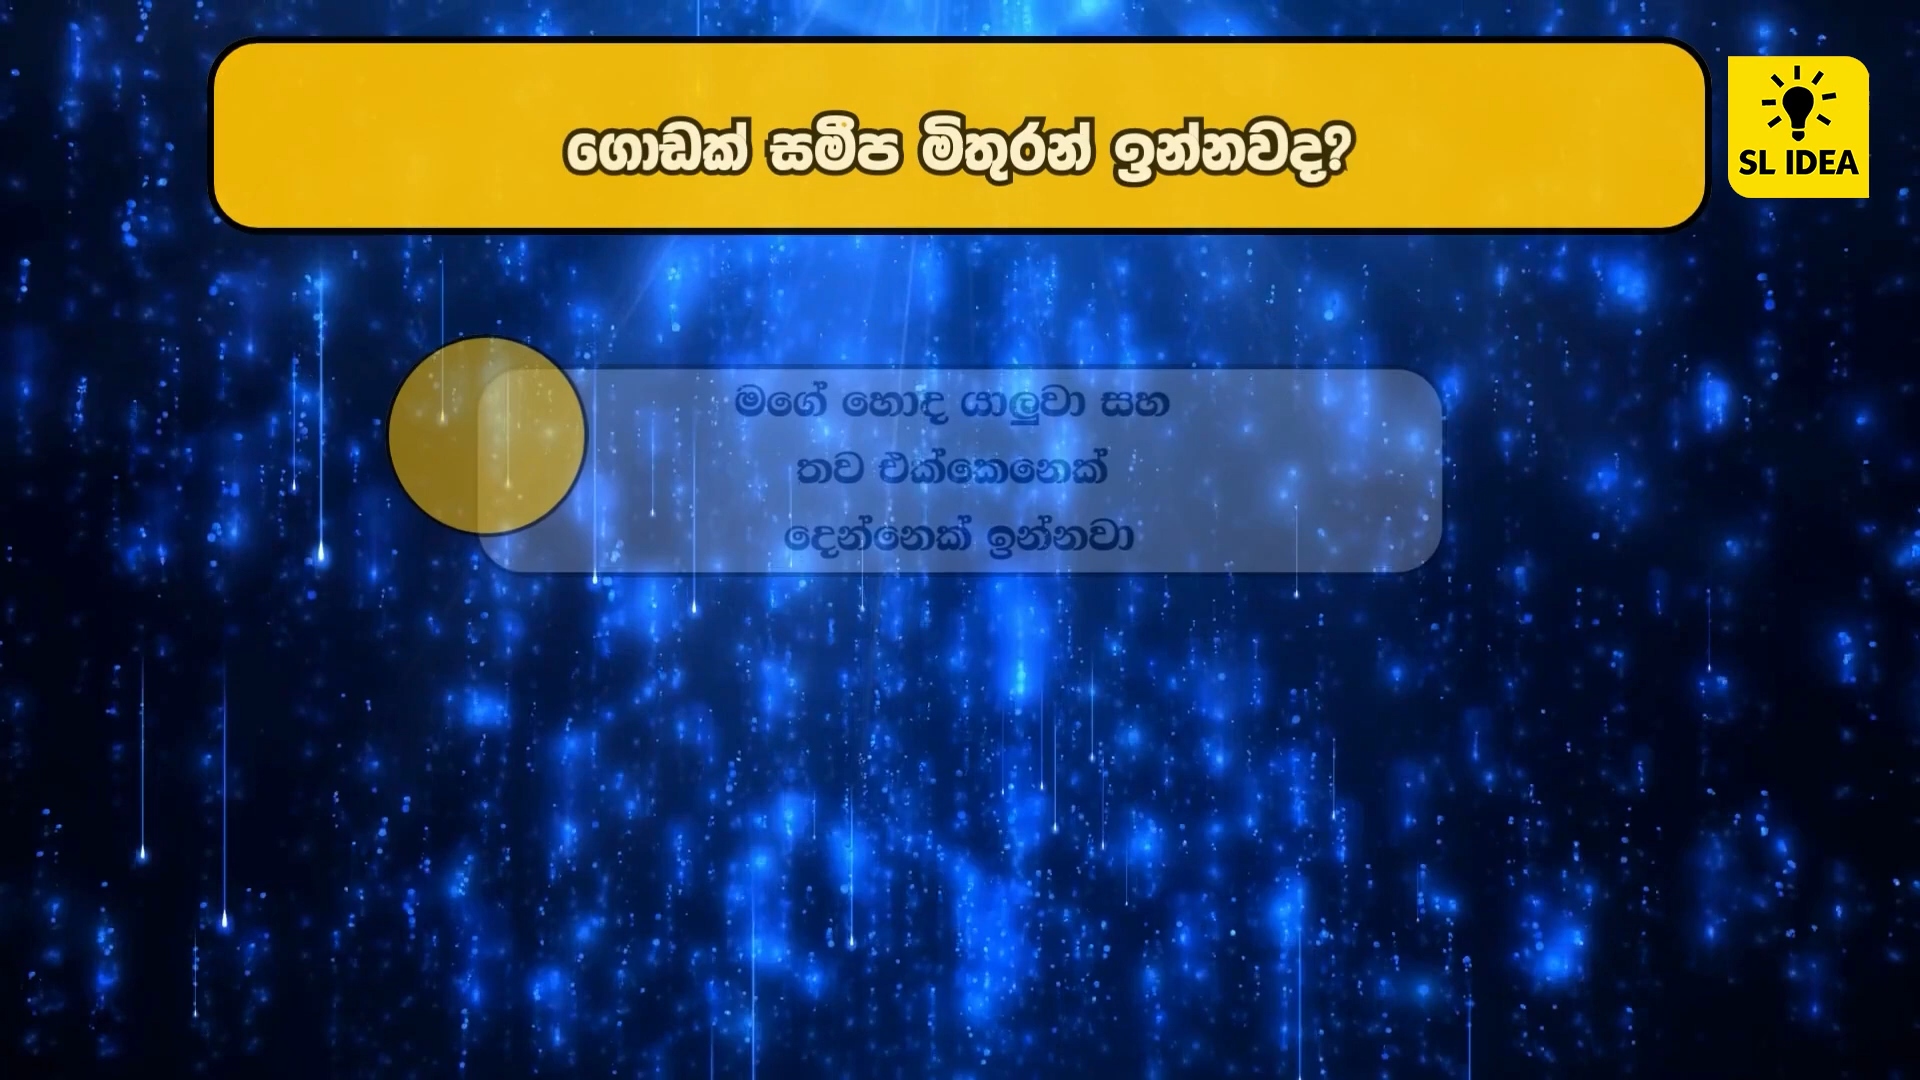 ගොඩක් සමීප මිතුරන් ඉන්නවද?
SL IDEA
මගේ හොඳ යාලුවා සහ
තව එක්කෙනෙක්
දෙන්නෙක් ඉන්නවා